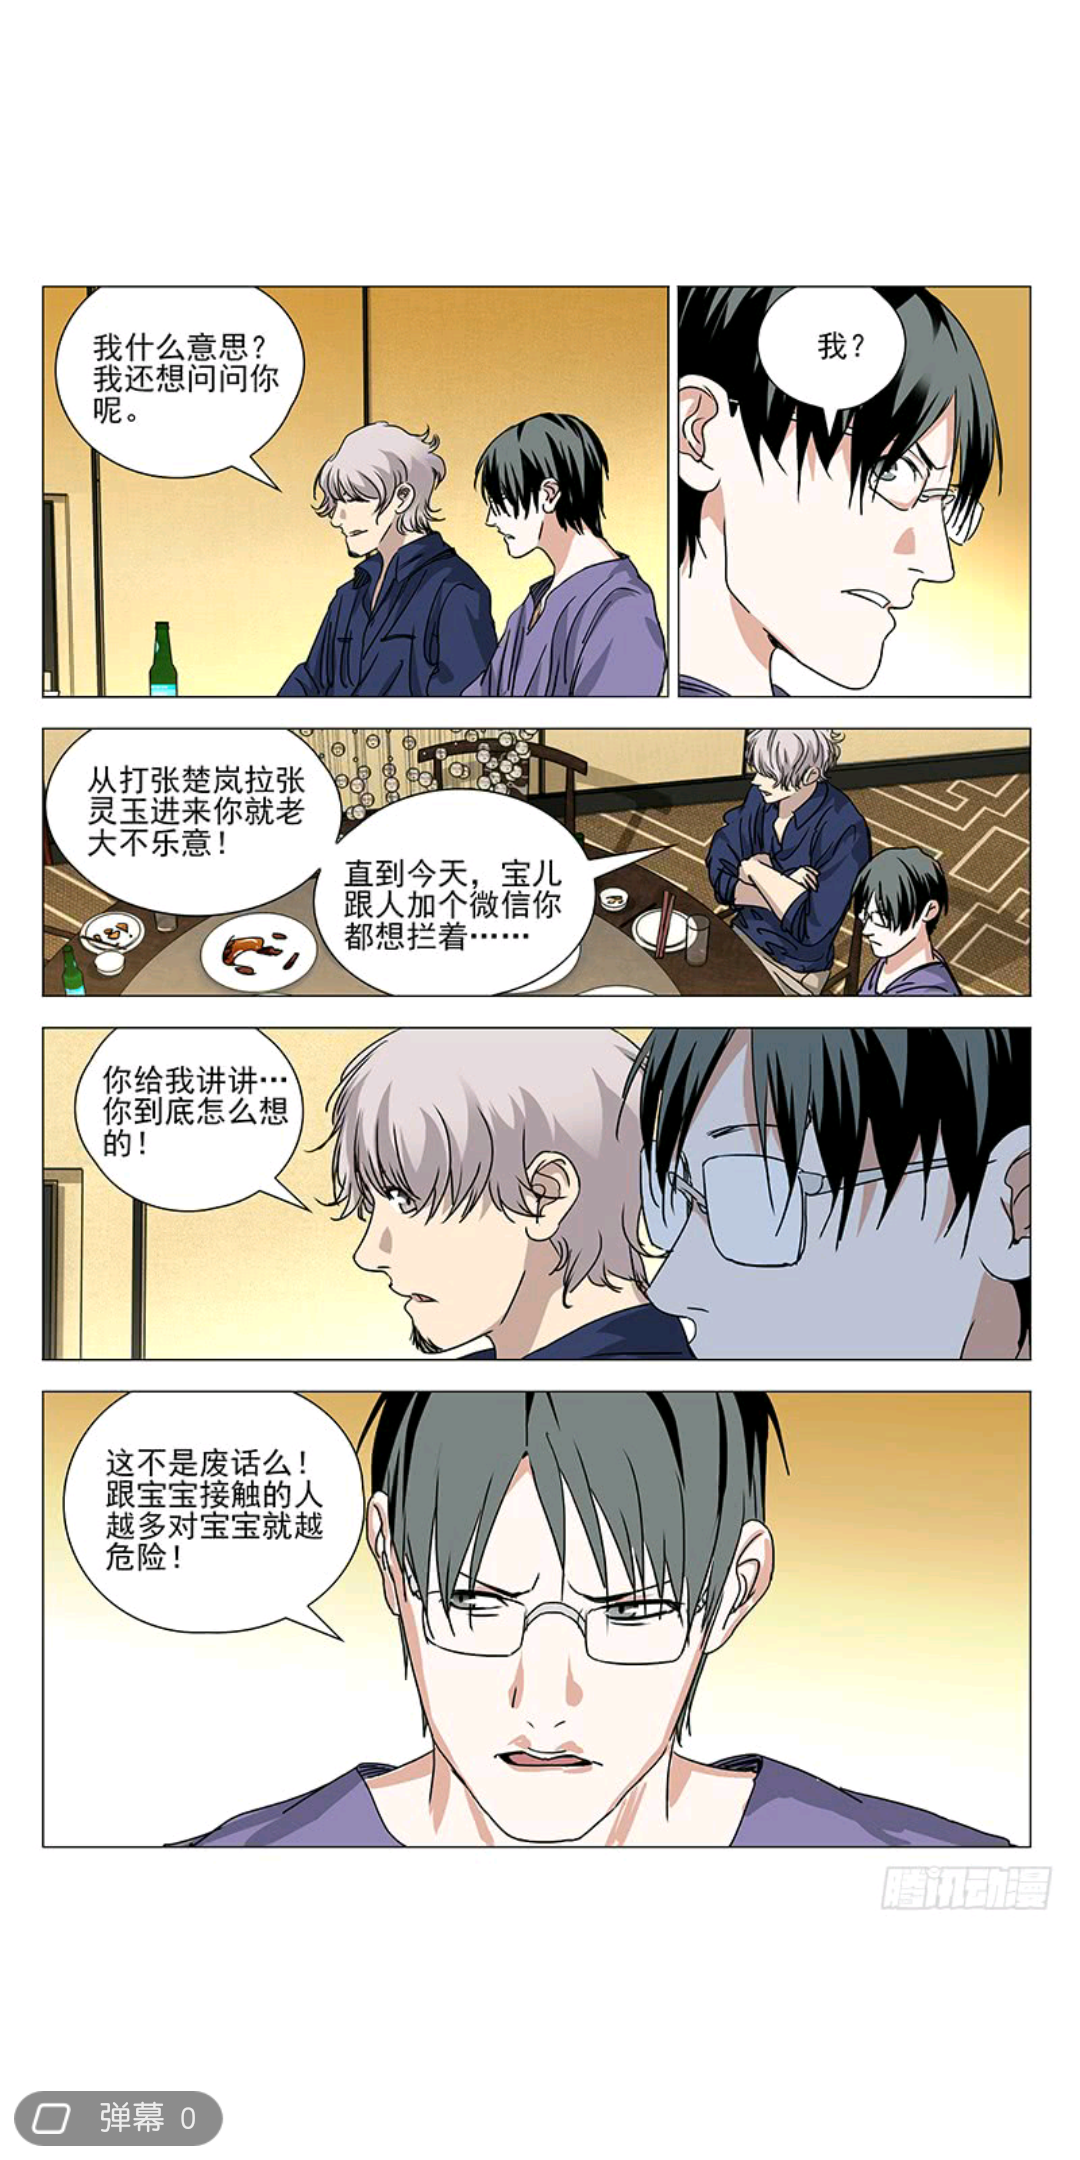 我什么意思?
我还想问问你
呢。
我?
从打张楚岚拉张
灵玉进来你就老
大不乐意!
直到今天，宝儿
跟人加个微信你
都想拦着……
你给我讲讲…
你到底怎么想
的!
这不是废话么!
跟宝宝接触的人
越多对宝宝就越
危险!
腾讯动漫
弹幕 0